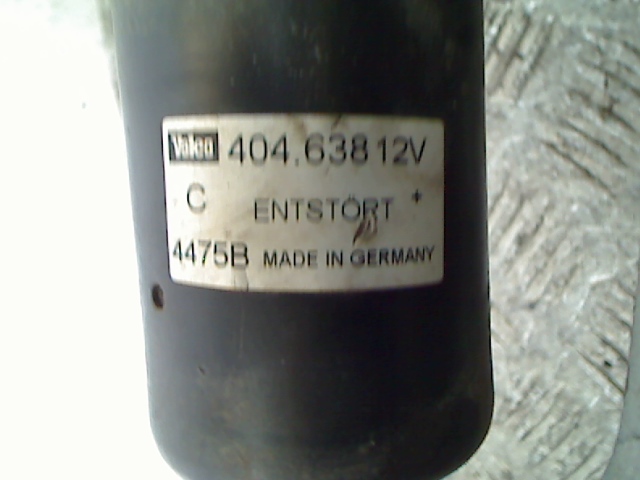 Valeo 404.638 12V
C ENTSTÖRT +
4475B MADE IN GERMANY